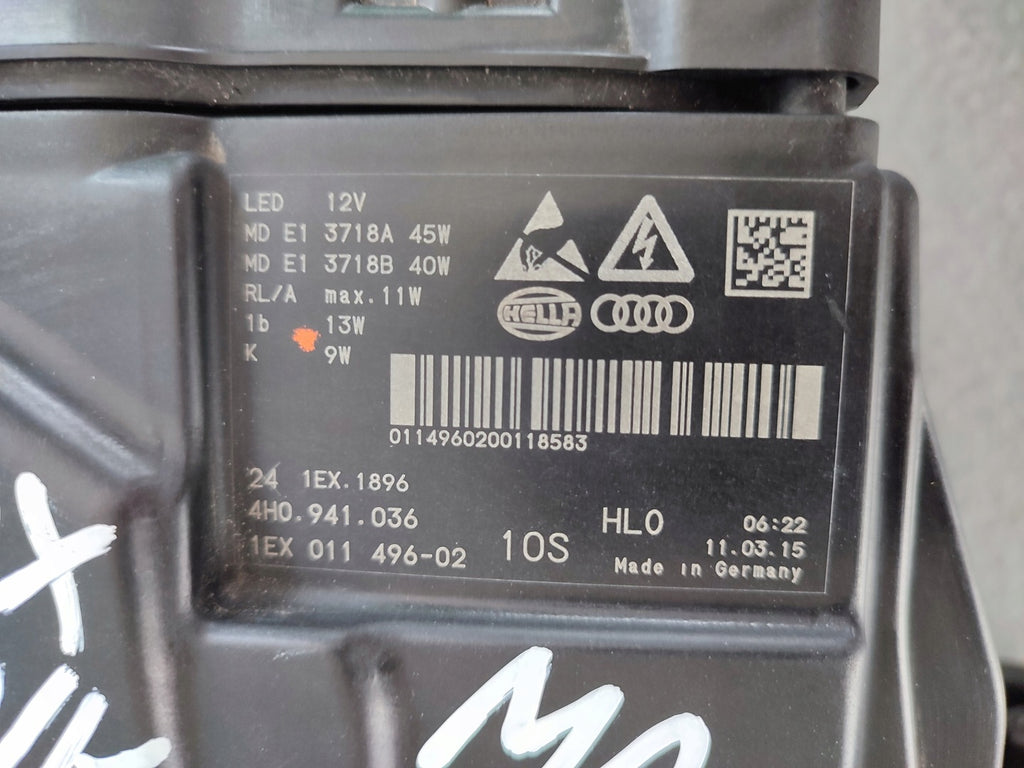 LED 12V
MD E1 3718A 45W
MD E1 3718B 40W
RL/A max.11W
1b 13W
K 9W
HELLA
0114960200118583
24 1EX.1896
4H0.941.036
1EX 011 496-02
10S
HL0
06:22
11.03.15
Made in Germany
X